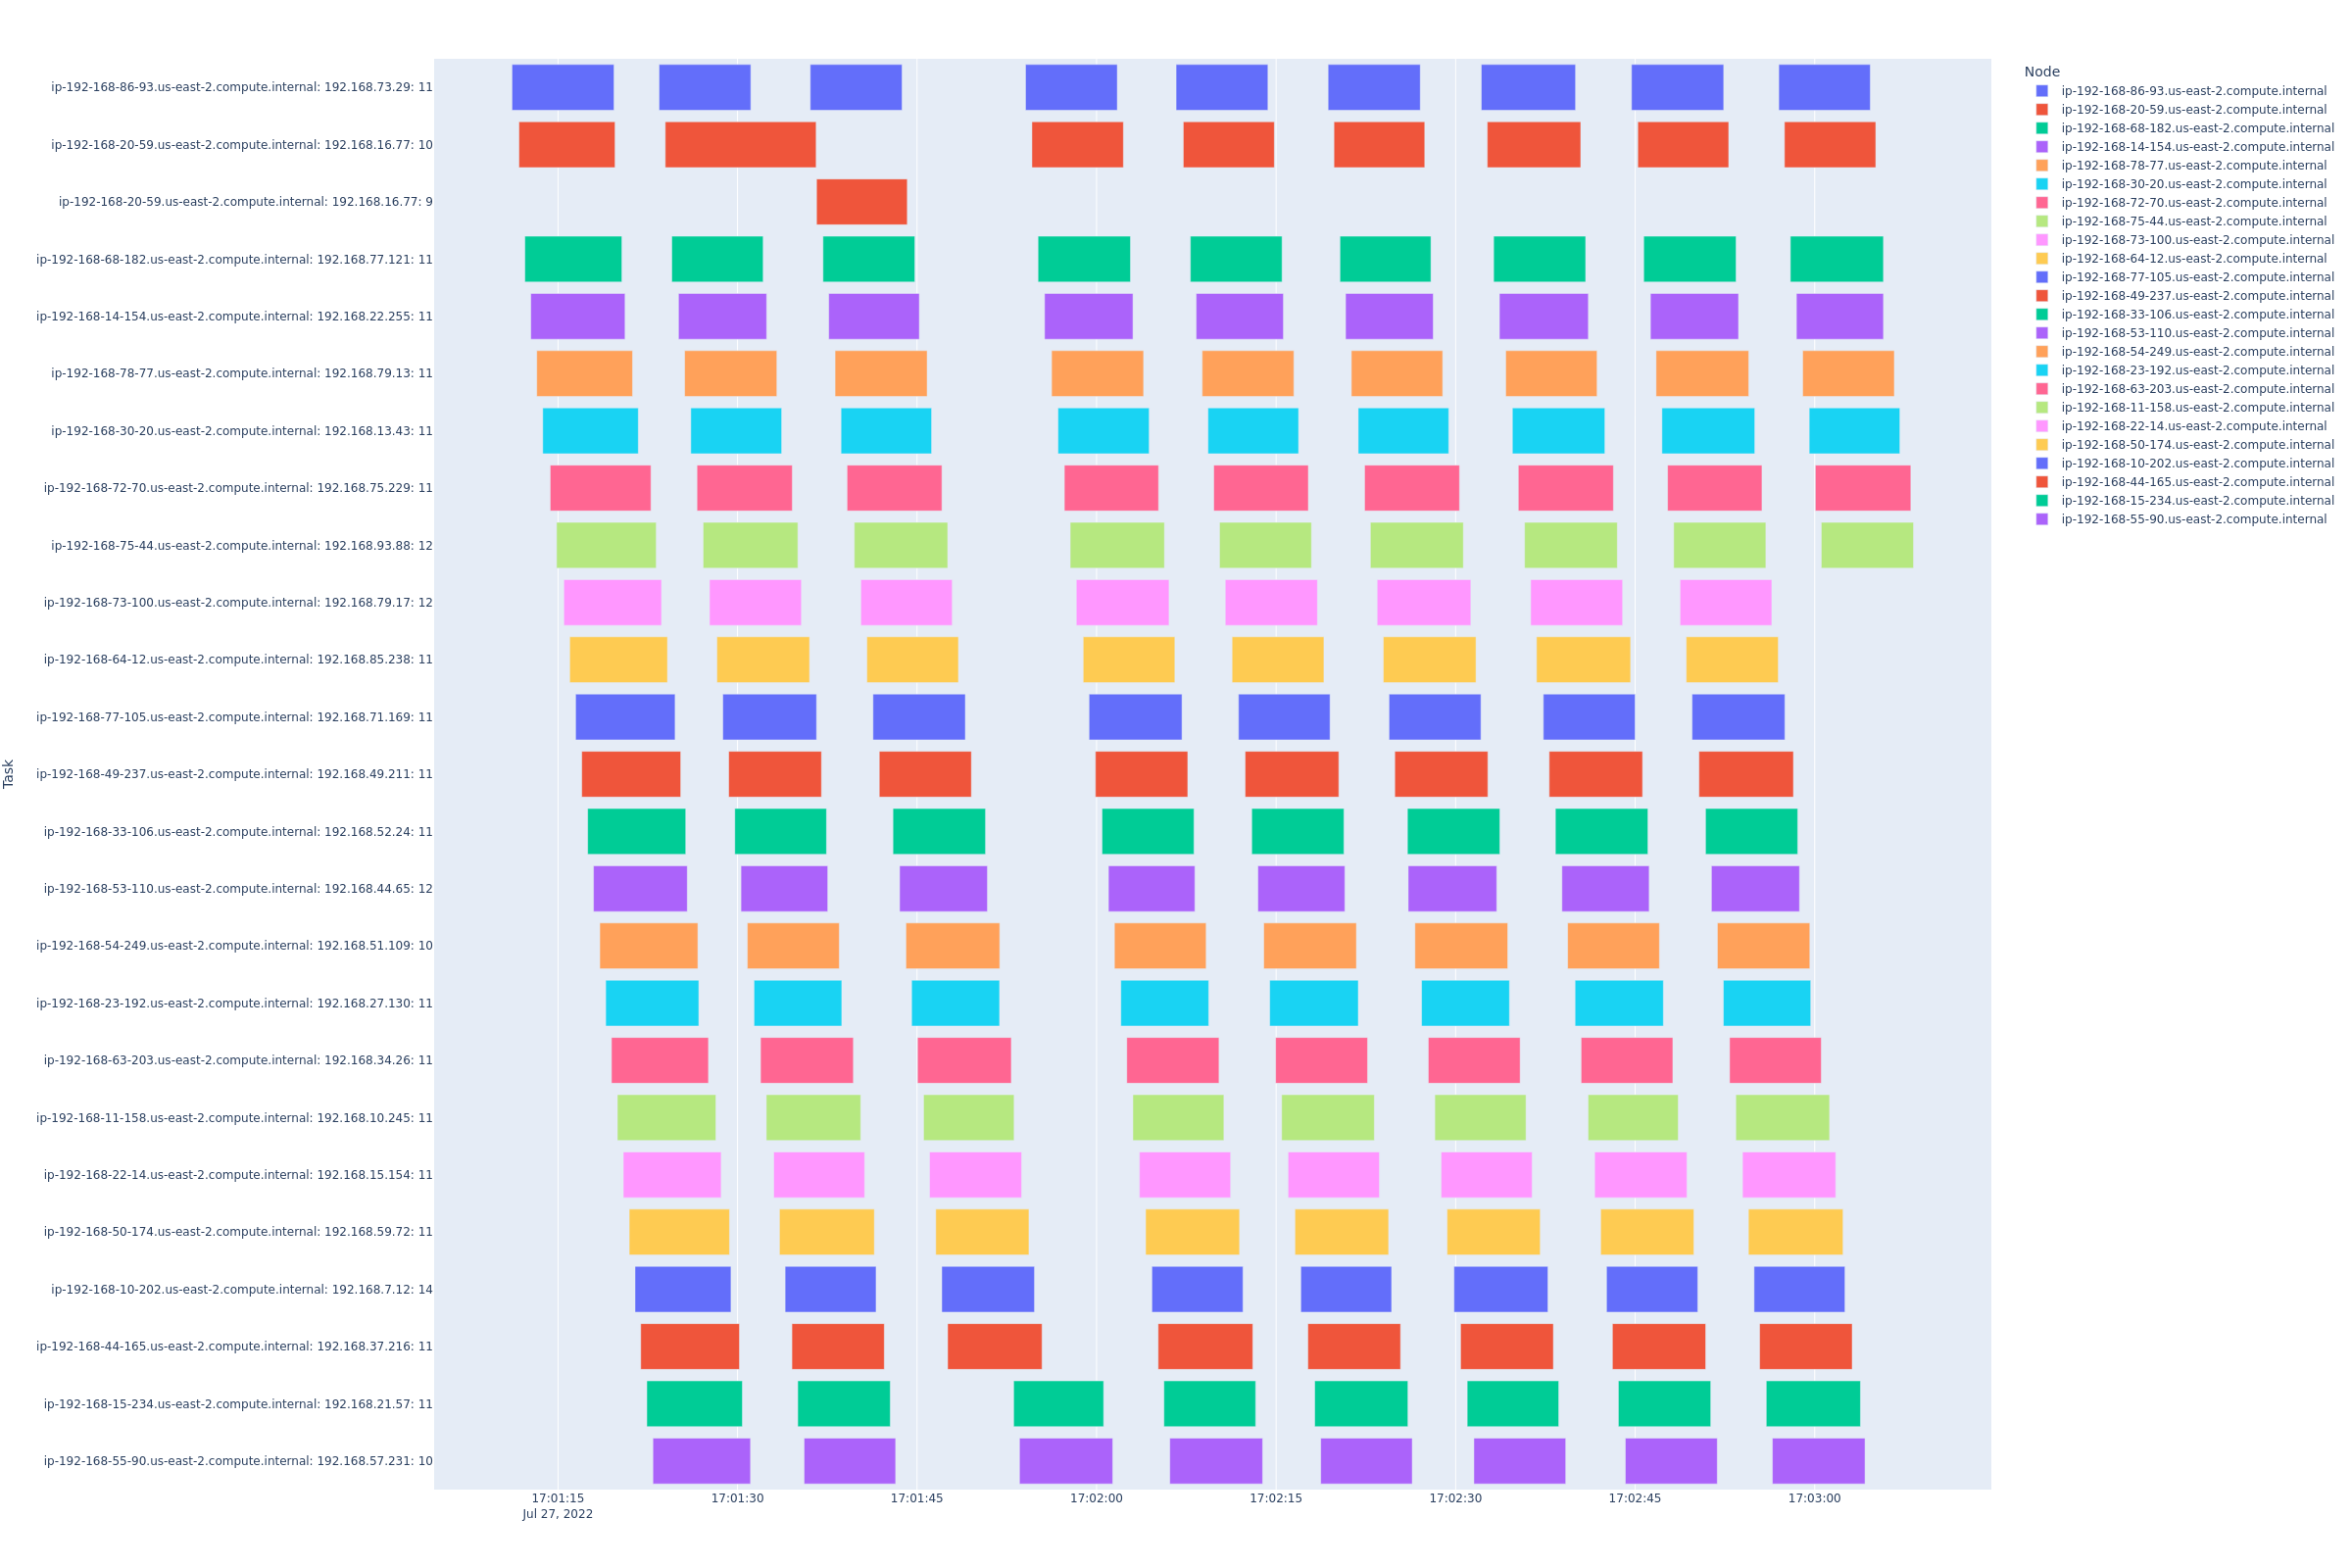 ip-192-168-86-93.us-east-2.compute.internal: 192.168.73.29: 11
ip-192-168-20-59.us-east-2.compute.internal: 192.168.16.77: 10
ip-192-168-20-59.us-east-2.compute.internal: 192.168.16.77: 9
ip-192-168-68-182.us-east-2.compute.internal: 192.168.77.121: 11
ip-192-168-14-154.us-east-2.compute.internal: 192.168.22.255: 11
ip-192-168-78-77.us-east-2.compute.internal: 192.168.79.13: 11
ip-192-168-30-20.us-east-2.compute.internal: 192.168.13.43: 11
ip-192-168-72-70.us-east-2.compute.internal: 192.168.75.229: 11
ip-192-168-75-44.us-east-2.compute.internal: 192.168.93.88: 12
ip-192-168-73-100.us-east-2.compute.internal: 192.168.79.17: 12
ip-192-168-64-12.us-east-2.compute.internal: 192.168.85.238: 11
ip-192-168-77-105.us-east-2.compute.internal: 192.168.71.169: 11
ip-192-168-49-237.us-east-2.compute.internal: 192.168.49.211: 11
ip-192-168-33-106.us-east-2.compute.internal: 192.168.52.24: 11
ip-192-168-53-110.us-east-2.compute.internal: 192.168.44.65: 12
ip-192-168-54-249.us-east-2.compute.internal: 192.168.51.109: 10
ip-192-168-23-192.us-east-2.compute.internal: 192.168.27.130: 11
ip-192-168-63-203.us-east-2.compute.internal: 192.168.34.26: 11
ip-192-168-11-158.us-east-2.compute.internal: 192.168.10.245: 11
ip-192-168-22-14.us-east-2.compute.internal: 192.168.15.154: 11
ip-192-168-50-174.us-east-2.compute.internal: 192.168.59.72: 11
ip-192-168-10-202.us-east-2.compute.internal: 192.168.7.12: 14
ip-192-168-44-165.us-east-2.compute.internal: 192.168.37.216: 11
ip-192-168-15-234.us-east-2.compute.internal: 192.168.21.57: 11
ip-192-168-55-90.us-east-2.compute.internal: 192.168.57.231: 10
Task
17:01:15
Jul 27, 2022
17:01:30
17:01:45
17:02:00
17:02:15
17:02:30
17:02:45
17:03:00
Node
ip-192-168-86-93.us-east-2.compute.internal
ip-192-168-20-59.us-east-2.compute.internal
ip-192-168-68-182.us-east-2.compute.internal
ip-192-168-14-154.us-east-2.compute.internal
ip-192-168-78-77.us-east-2.compute.internal
ip-192-168-30-20.us-east-2.compute.internal
ip-192-168-72-70.us-east-2.compute.internal
ip-192-168-75-44.us-east-2.compute.internal
ip-192-168-73-100.us-east-2.compute.internal
ip-192-168-64-12.us-east-2.compute.internal
ip-192-168-77-105.us-east-2.compute.internal
ip-192-168-49-237.us-east-2.compute.internal
ip-192-168-33-106.us-east-2.compute.internal
ip-192-168-53-110.us-east-2.compute.internal
ip-192-168-54-249.us-east-2.compute.internal
ip-192-168-23-192.us-east-2.compute.internal
ip-192-168-63-203.us-east-2.compute.internal
ip-192-168-11-158.us-east-2.compute.internal
ip-192-168-22-14.us-east-2.compute.internal
ip-192-168-50-174.us-east-2.compute.internal
ip-192-168-10-202.us-east-2.compute.internal
ip-192-168-44-165.us-east-2.compute.internal
ip-192-168-15-234.us-east-2.compute.internal
ip-192-168-55-90.us-east-2.compute.internal